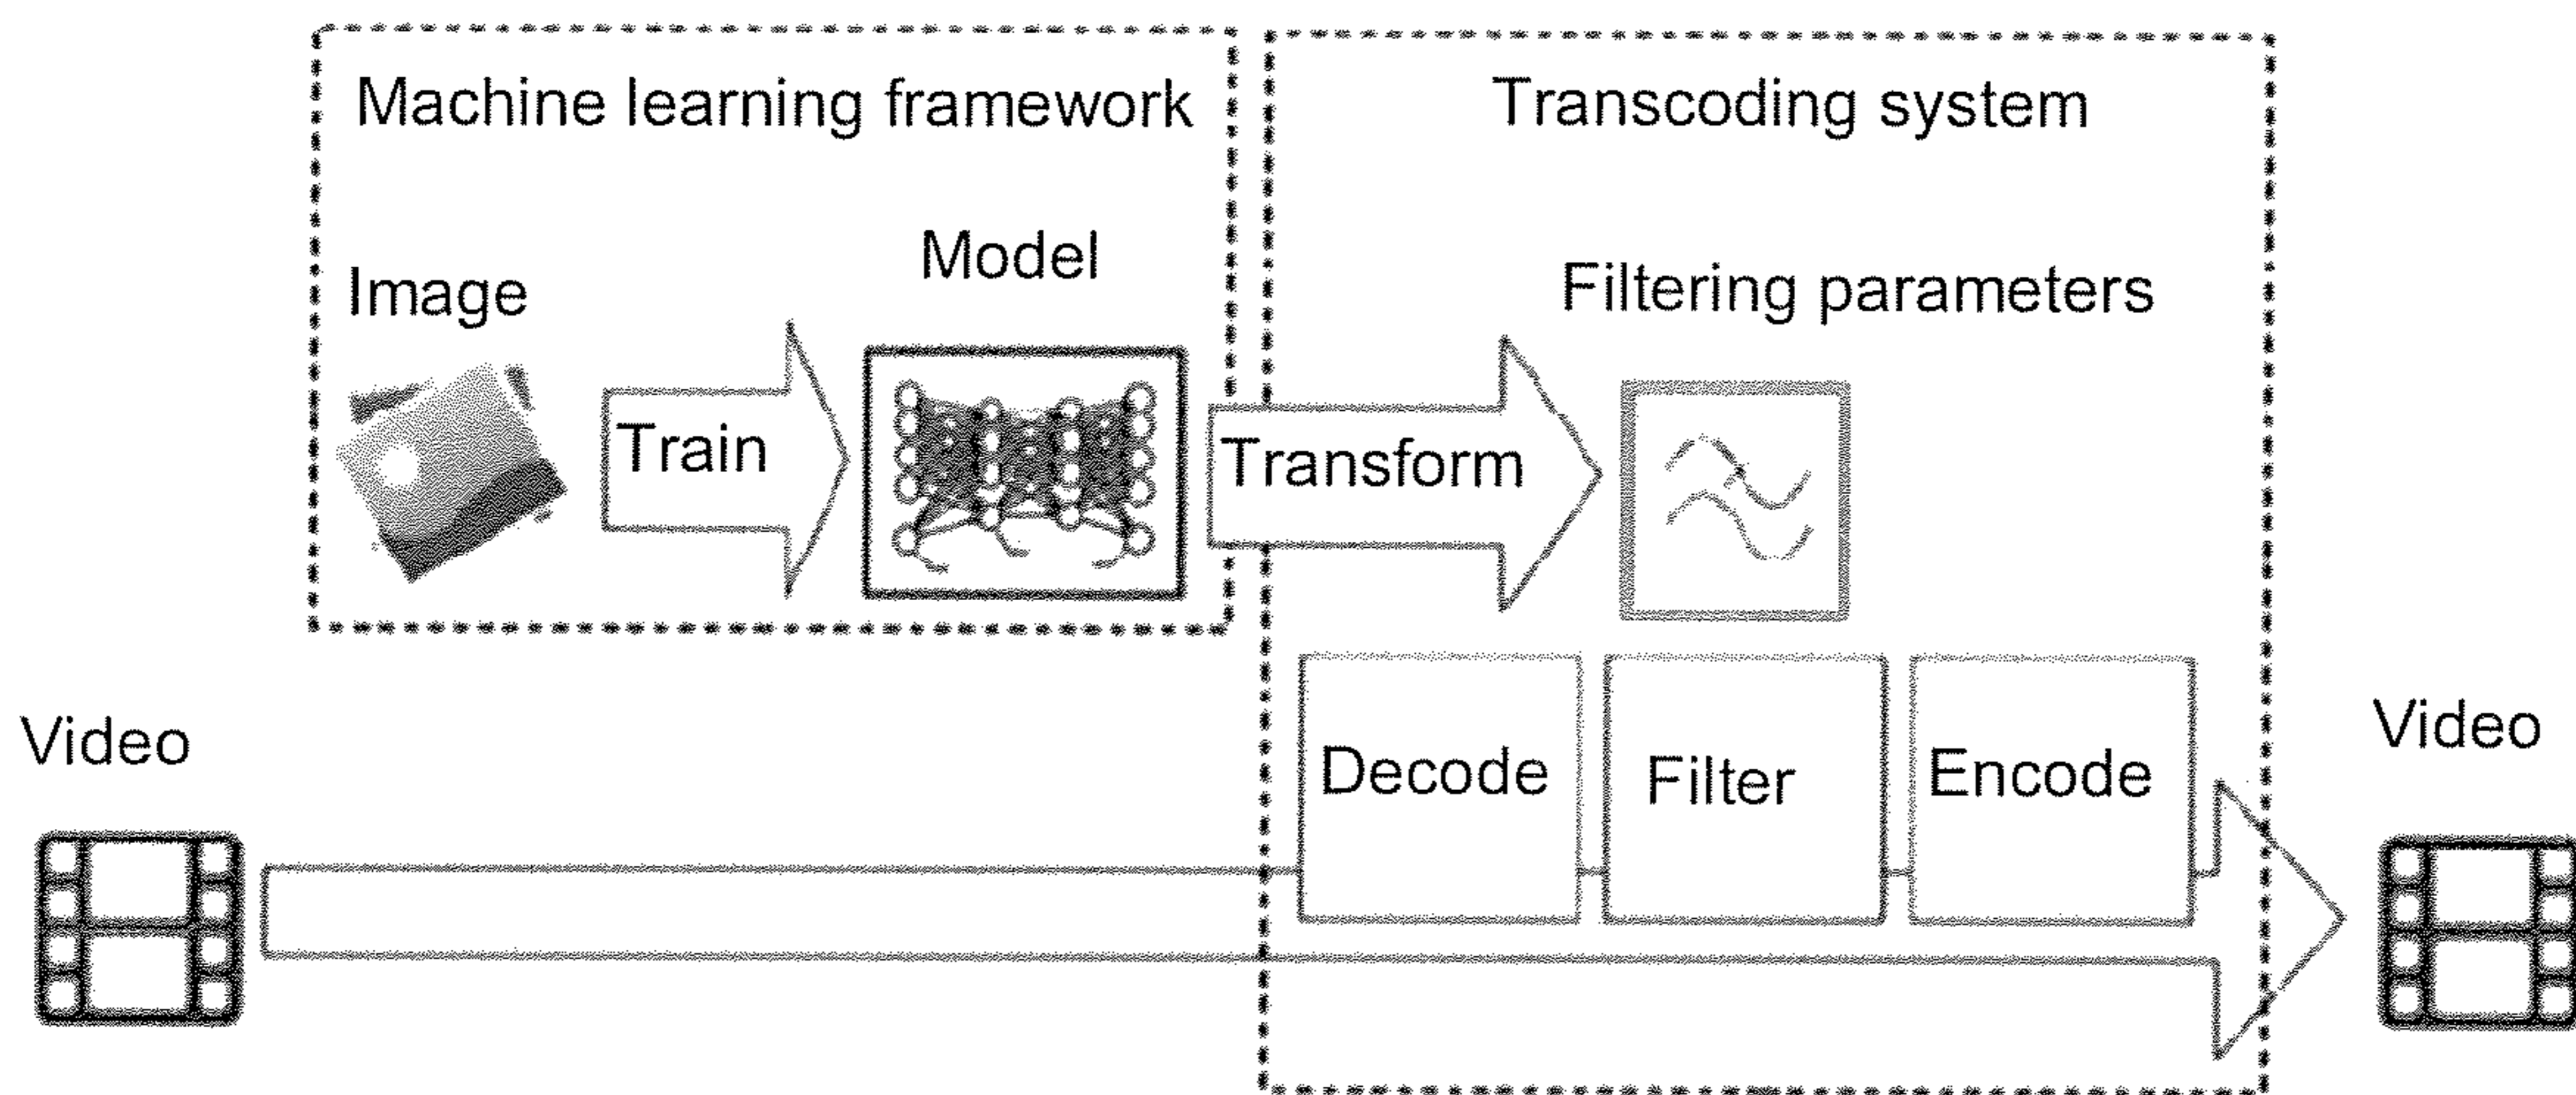 Machine learning framework
Transcoding system
Model
Image
Filtering parameters
Train
Transform
Video
Decode
Filter
Encode
Video